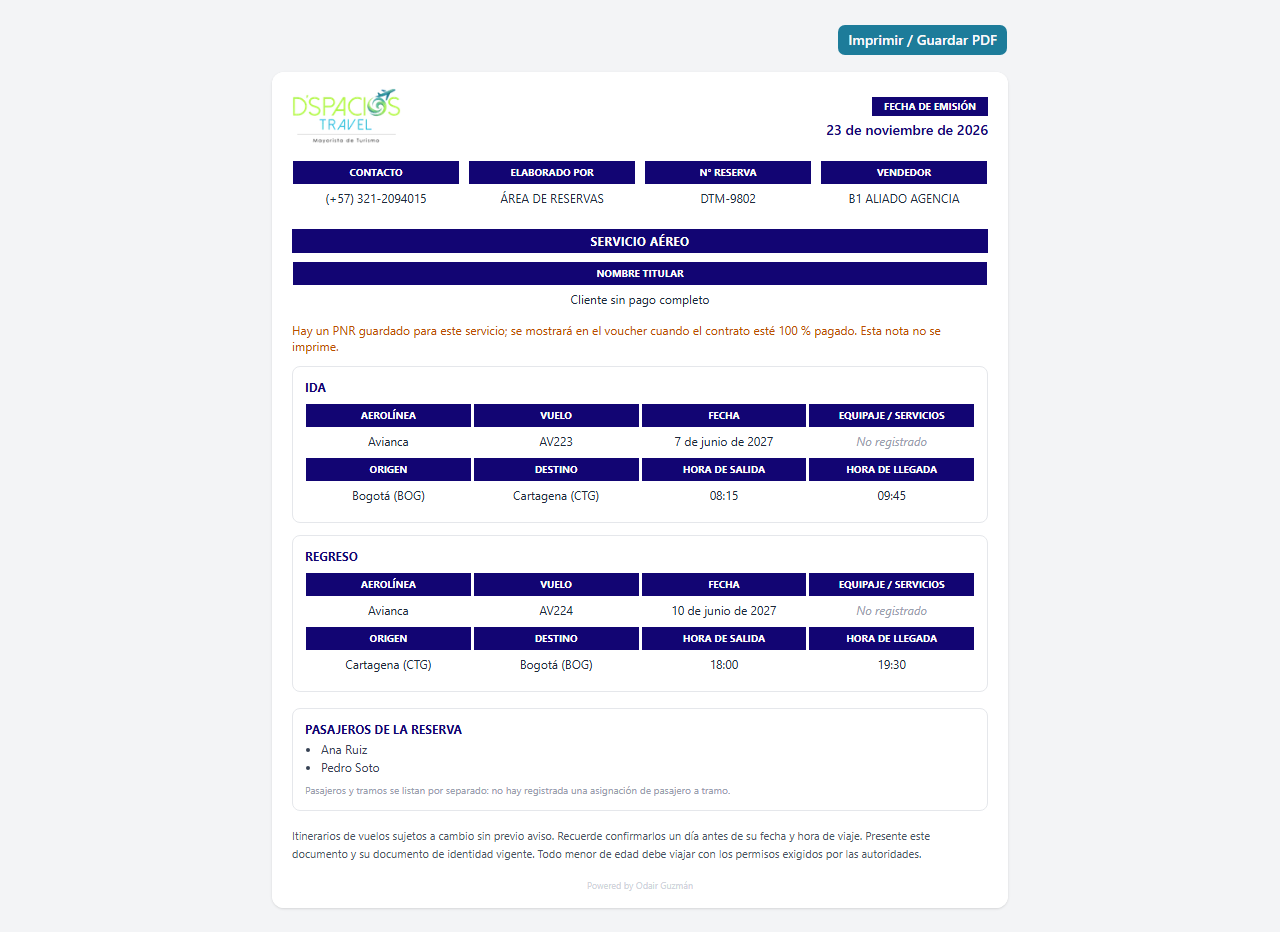 Imprimir / Guardar PDF
D'SPACIOS
TRAVEL
Mayorista de Turismo
FECHA DE EMISIÓN
23 de noviembre de 2026
CONTACTO ELABORADO POR N° RESERVA VENDEDOR
(+57) 321-2094015 ÁREA DE RESERVAS DTM-9802 B1 ALIADO AGENCIA
SERVICIO AÉREO
NOMBRE TITULAR
Cliente sin pago completo
Hay un PNR guardado para este servicio; se mostrará en el voucher cuando el contrato esté 100 % pagado. Esta nota no se
imprime.
IDA
AEROLÍNEA VUELO FECHA EQUIPAJE / SERVICIOS
Avianca AV223 7 de junio de 2027 No registrado
ORIGEN DESTINO HORA DE SALIDA HORA DE LLEGADA
Bogotá (BOG) Cartagena (CTG) 08:15 09:45
REGRESO
AEROLÍNEA VUELO FECHA EQUIPAJE / SERVICIOS
Avianca AV224 10 de junio de 2027 No registrado
ORIGEN DESTINO HORA DE SALIDA HORA DE LLEGADA
Cartagena (CTG) Bogotá (BOG) 18:00 19:30
PASAJEROS DE LA RESERVA
• Ana Ruiz
• Pedro Soto
Pasajeros y tramos se listan por separado: no hay registrada una asignación de pasajero a tramo.
Itinerarios de vuelos sujetos a cambio sin previo aviso. Recuerde confirmarlos un día antes de su fecha y hora de viaje. Presente este
documento y su documento de identidad vigente. Todo menor de edad debe viajar con los permisos exigidos por las autoridades.
Powered by Odair Guzmán